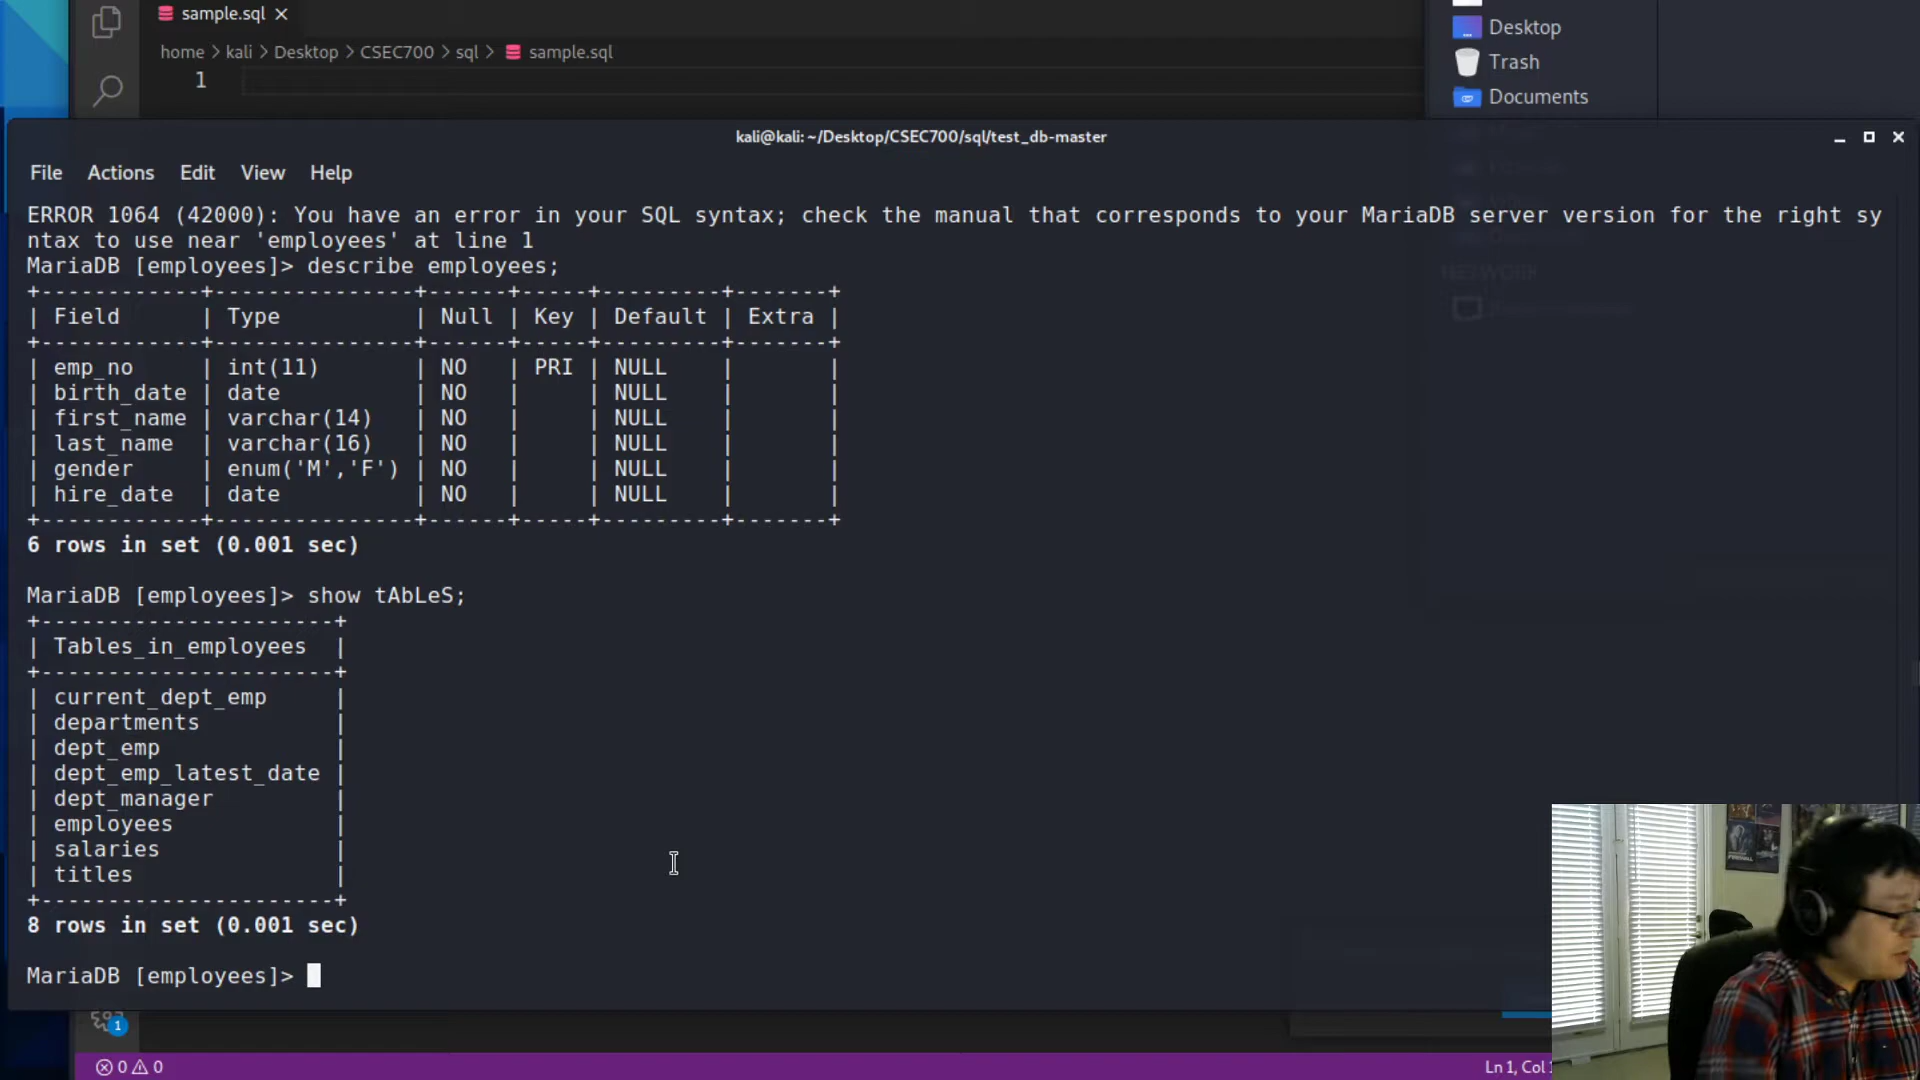 sample.sql
home > kali > Desktop > CSEC700 > sql > sample.sql
1
Desktop
Trash
Documents
kali@kali: ~/Desktop/CSEC700/sql/test_db-master
File Actions Edit View Help
ERROR 1064 (42000): You have an error in your SQL syntax; check the manual that corresponds to your MariaDB server version for the right sy
ntax to use near 'employees' at line 1
MariaDB [employees]> describe employees;
+------------+---------------+------+-----+---------+-------+
| Field      | Type          | Null | Key | Default | Extra |
+------------+---------------+------+-----+---------+-------+
| emp_no     | int(11)       | NO   | PRI | NULL    |       |
| birth_date | date          | NO   |     | NULL    |       |
| first_name | varchar(14)   | NO   |     | NULL    |       |
| last_name  | varchar(16)   | NO   |     | NULL    |       |
| gender     | enum('M','F') | NO   |     | NULL    |       |
| hire_date  | date          | NO   |     | NULL    |       |
+------------+---------------+------+-----+---------+-------+
6 rows in set (0.001 sec)
MariaDB [employees]> show tAbLeS;
+----------------------+
| Tables_in_employees  |
+----------------------+
| current_dept_emp     |
| departments          |
| dept_emp             |
| dept_emp_latest_date |
| dept_manager         |
| employees            |
| salaries             |
| titles               |
+----------------------+
8 rows in set (0.001 sec)
MariaDB [employees]>
NETWORK
1
0 0
Ln 1, Col